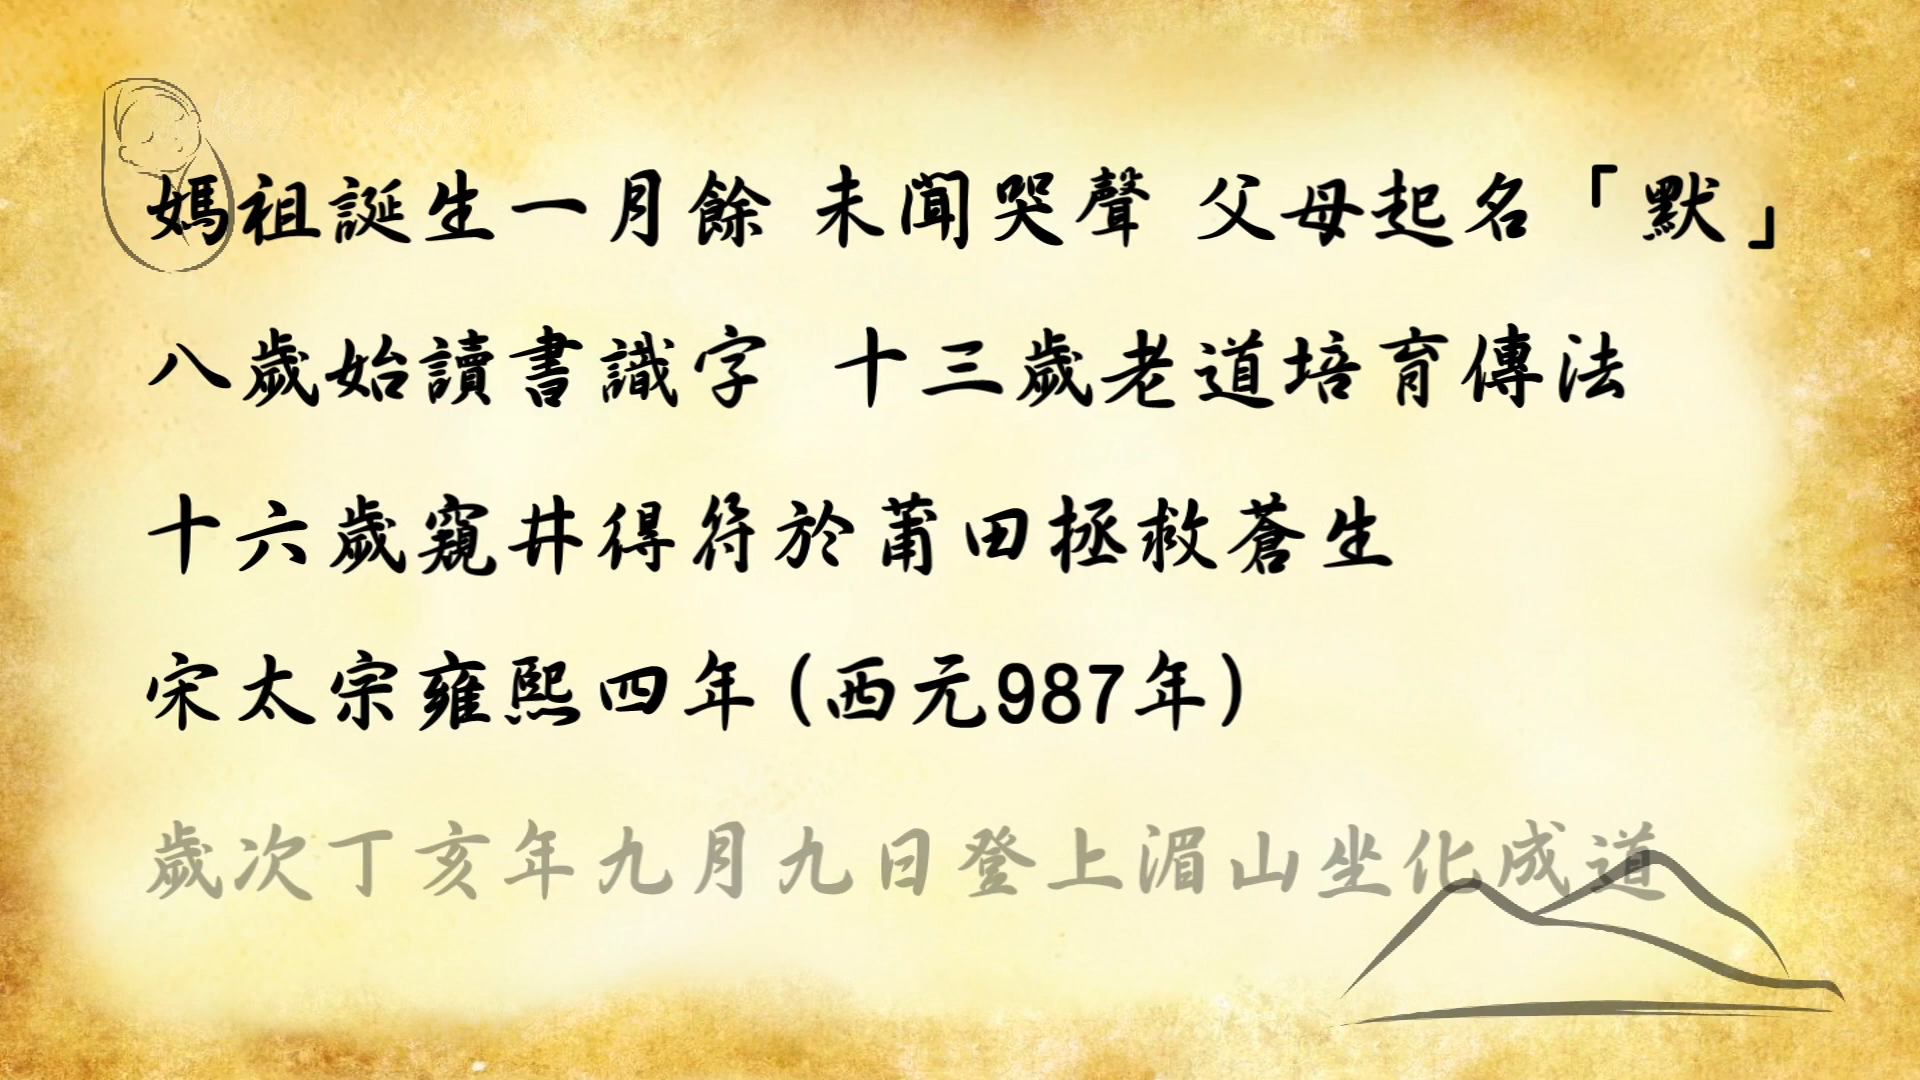 媽祖誕生一月餘 未聞哭聲 父母起名「默」
八歲始讀書識字 十三歲老道培育傳法
十六歲窺井得符於莆田拯救蒼生
宋太宗雍熙四年(西元987年)
歲次丁亥年九月九日登上湄山坐化成道